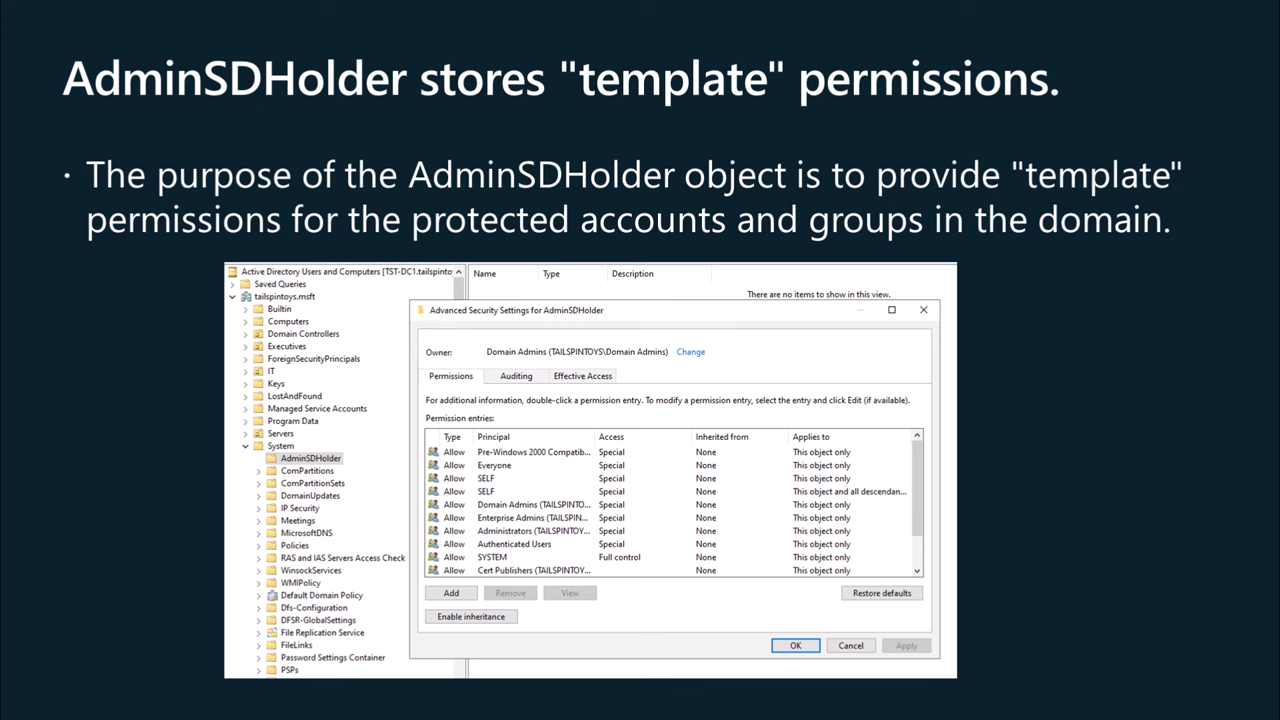 AdminSDHolder stores "template" permissions.
· The purpose of the AdminSDHolder object is to provide "template"
permissions for the protected accounts and groups in the domain.
Active Directory Users and Computers [TST-DC1.tailspinto
Saved Queries
tailspintoys.msft
Builtin
Computers
Domain Controllers
Executives
ForeignSecurityPrincipals
IT
Keys
LostAndFound
Managed Service Accounts
Program Data
Servers
System
AdminSDHolder
ComPartitions
ComPartitionSets
DomainUpdates
IP Security
Meetings
MicrosoftDNS
Policies
RAS and IAS Servers Access Check
WinsockServices
WMIPolicy
Default Domain Policy
Dfs-Configuration
DFSR-GlobalSettings
File Replication Service
FileLinks
Password Settings Container
PSPs
Name Type Description
There are no items to show in this view.
Advanced Security Settings for AdminSDHolder
Owner: Domain Admins (TAILSPINTOYS\Domain Admins) Change
Permissions Auditing Effective Access
For additional information, double-click a permission entry. To modify a permission entry, select the entry and click Edit (if available).
Permission entries:
Type Principal Access Inherited from Applies to
Allow Pre-Windows 2000 Compatib... Special None This object only
Allow Everyone Special None This object only
Allow SELF Special None This object only
Allow SELF Special None This object and all descendan...
Allow Domain Admins (TAILSPINTO... Special None This object only
Allow Enterprise Admins (TAILSPIN... Special None This object only
Allow Administrators (TAILSPINTOY... Special None This object only
Allow Authenticated Users Special None This object only
Allow SYSTEM Full control None This object only
Allow Cert Publishers (TAILSPINTOY... Special None This object only
Add Remove View Restore defaults
Enable inheritance
OK Cancel Apply